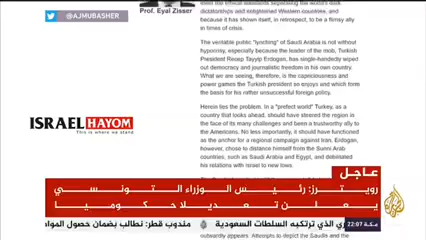 @AJMUBASHER
Prof. Eyal Zisser
dictatorships and enlightened Western countries, and
because it has shown itself, in retrospect, to be a flimsy ally
in times of crisis.
The veritable public "lynching" of Saudi Arabia is not without
hypocrisy, especially because the leader of the mob, Turkish
President Recep Tayyip Erdogan, has single-handedly wiped
out democracy and journalistic freedom in his own country.
What we are seeing, therefore, is the capriciousness and
power games the Turkish president so enjoys and which form
the basis for his rather unsuccessful foreign policy.
Herein lies the problem. In a "prefect world" Turkey, as a
country that looks ahead, should have steered the region in
the face of its many challenges and been a trustworthy ally to
the Americans. No less importantly, it should have functioned
as the anchor for a regional campaign against Iran. Erdogan,
however, chose to distance himself from the Sunni Arab
countries, such as Saudi Arabia and Egypt, and debilitated
his relations with Israel to new lows.
ISRAEL HAYOM
This is where we stand
عاجل
رويترز: رئيس الوزراء التونسي
يعلن تعديلا حكوميا
مكة 22:07
ري الذي ترتكبه السلطات السعودية
مندوب قطر: نطالب بضمان حصول المواد
outwardly appears. Attempts to depict the Saudis and the